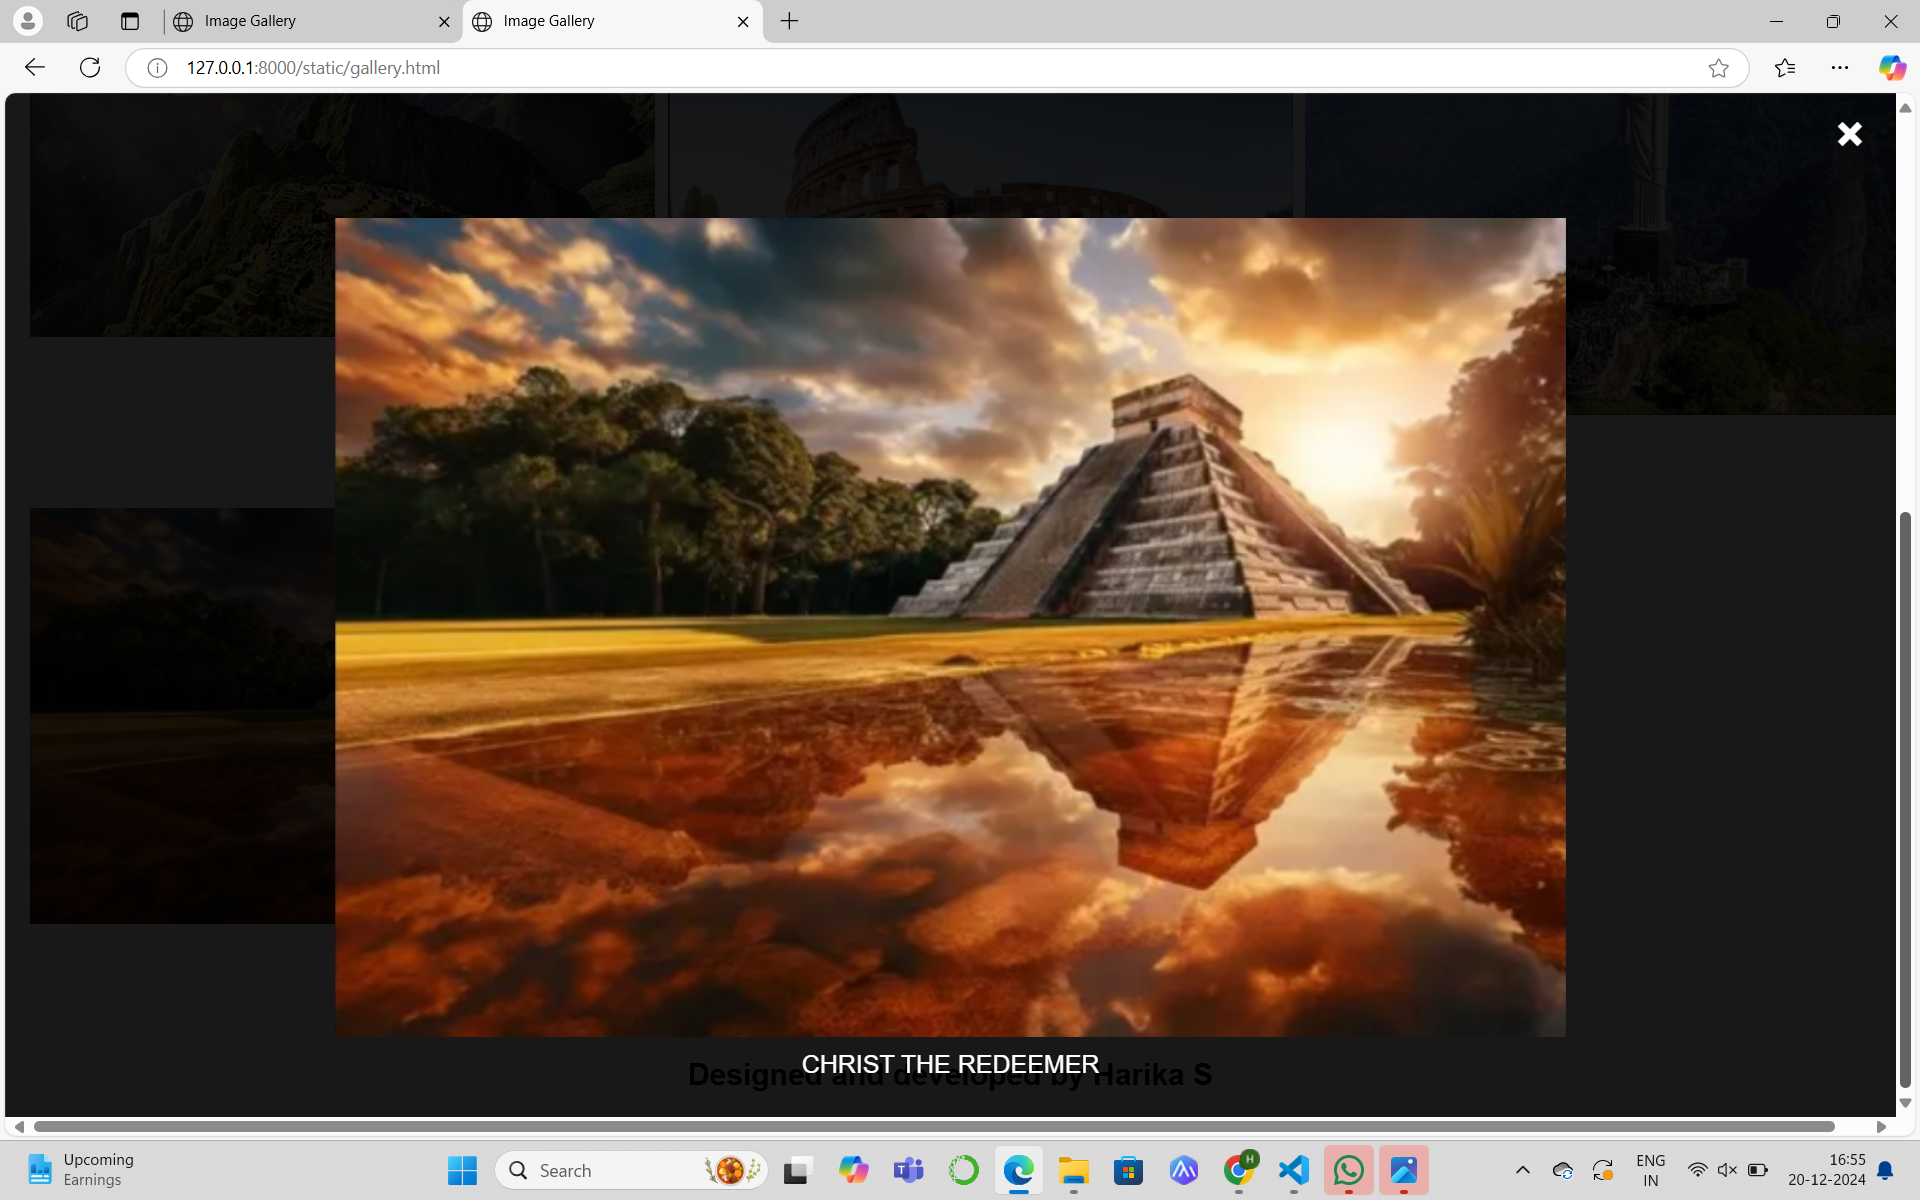 Image Gallery
Image Gallery
127.0.0.1:8000/static/gallery.html
CHRIST THE REDEEMER
Designed and developed by Harika S
Upcoming
Earnings
Search
H
ENG
IN
16:55
20-12-2024